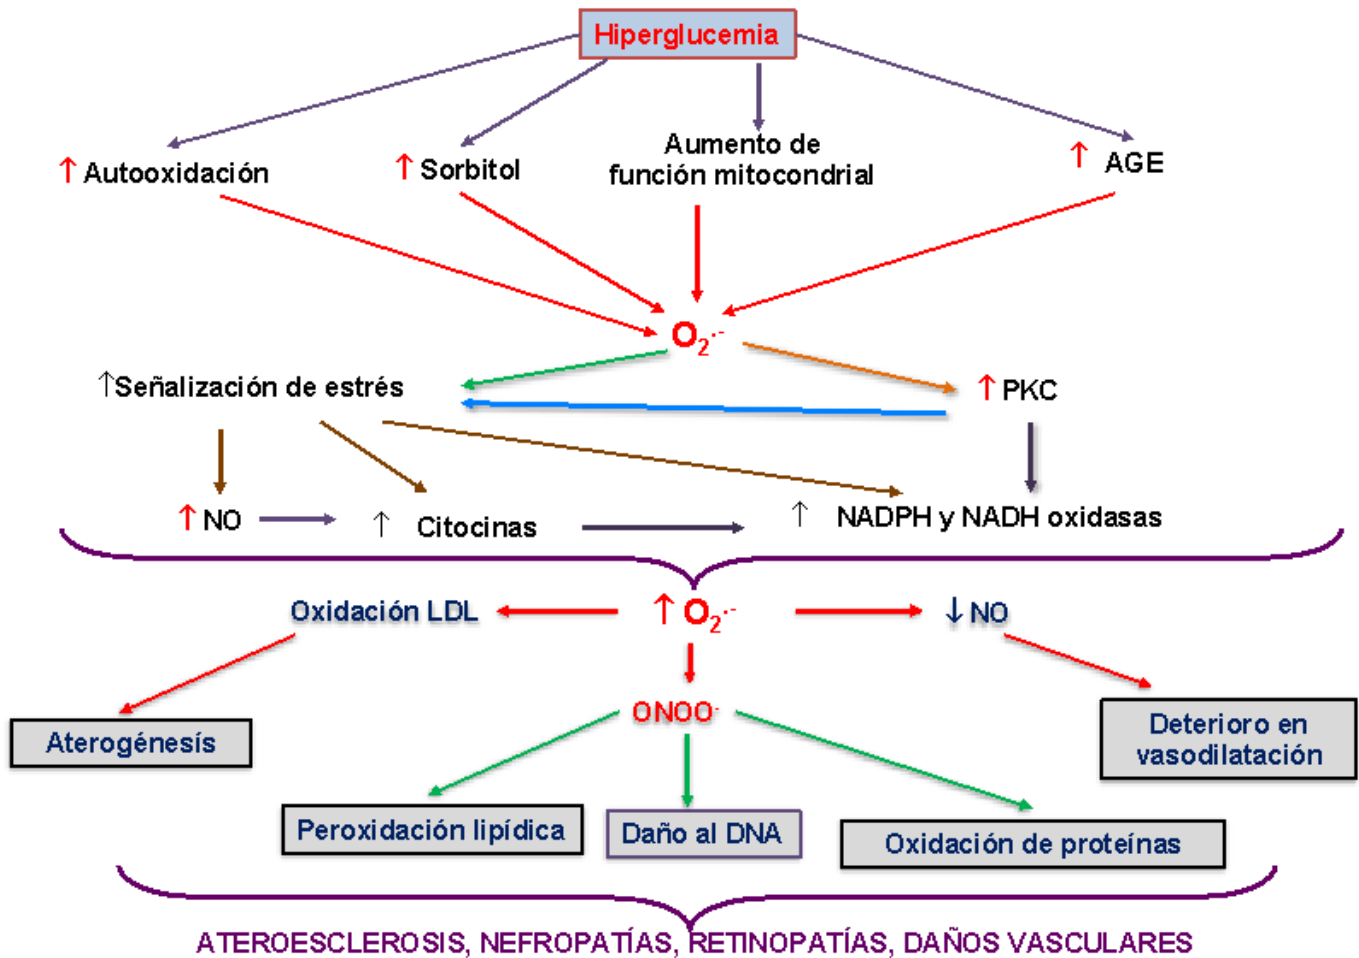 Hiperglucemia
↑ Autooxidación
↑ Sorbitol
Aumento de
función mitocondrial
↑ AGE
O₂·-
↑Señalización de estrés
↑ PKC
↑ NO
↑ Citocinas
↑ NADPH y NADH oxidasas
Oxidación LDL
↑ O₂·-
↓ NO
ONOO-
Aterogénesís
Deterioro en
vasodilatación
Peroxidación lipídica
Daño al DNA
Oxidación de proteínas
ATEROESCLEROSIS, NEFROPATÍAS, RETINOPATÍAS, DAÑOS VASCULARES